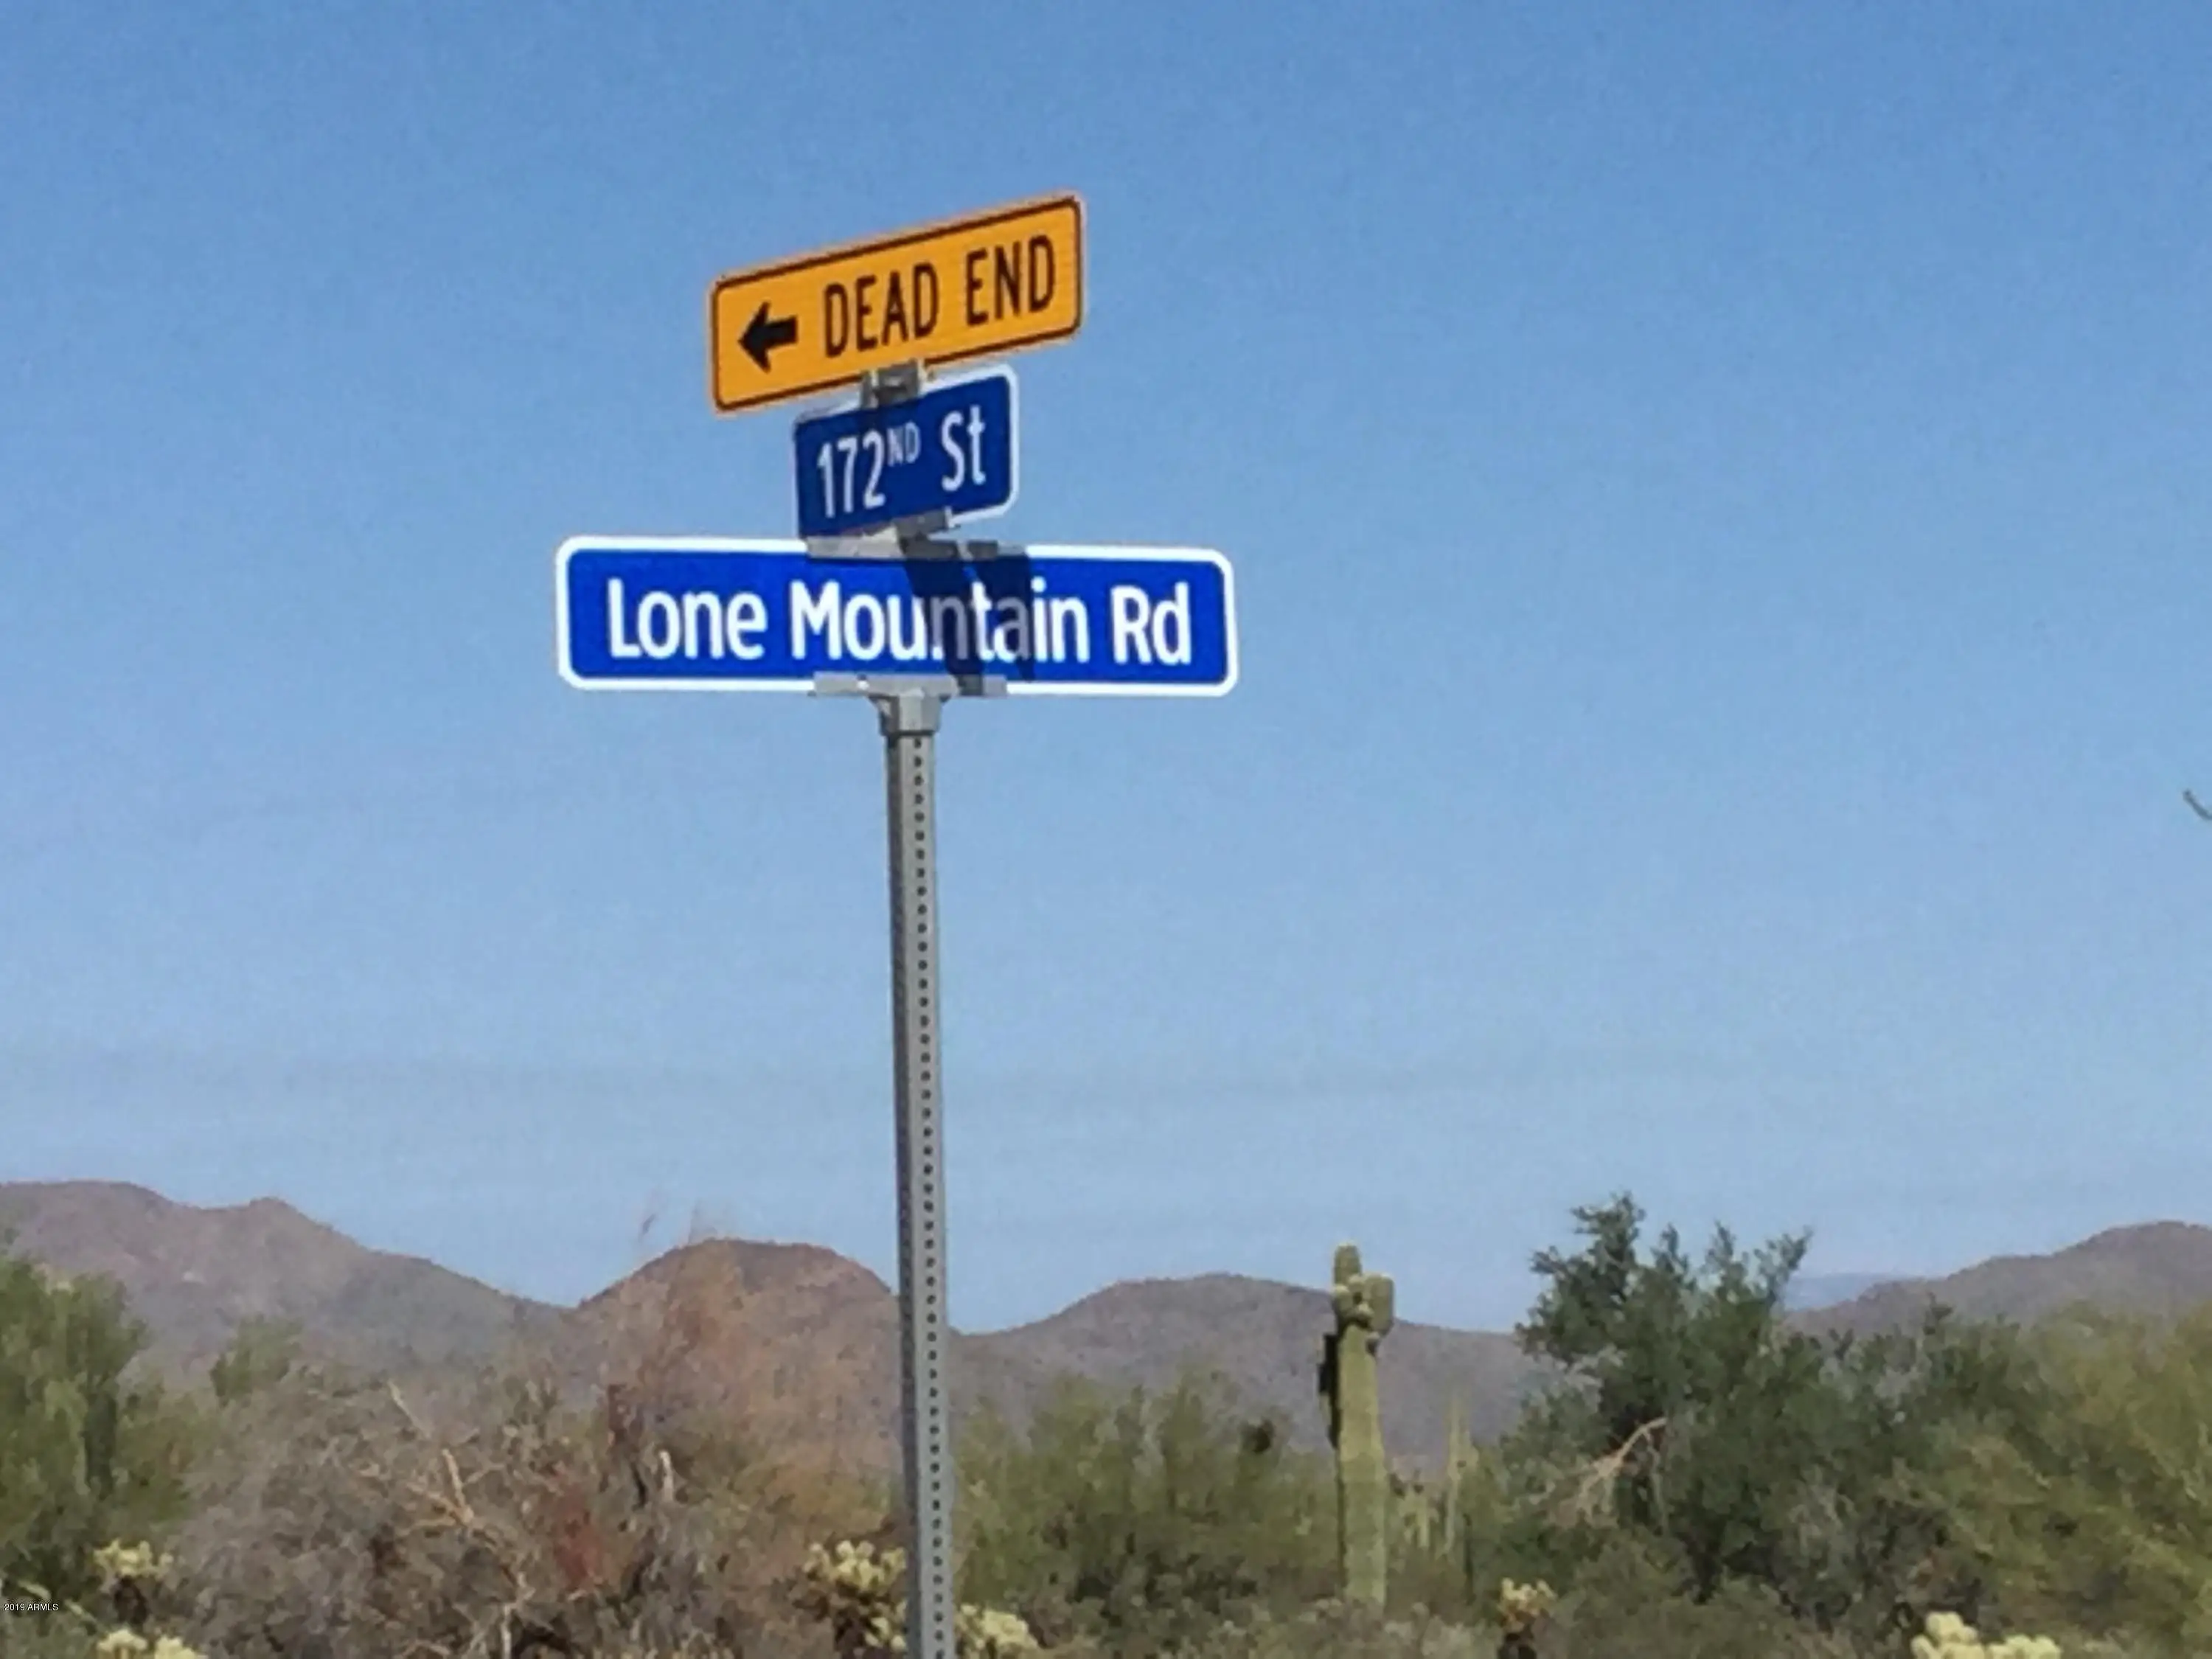 DEAD END
172ND St
Lone Mountain Rd
2019 ARMLS